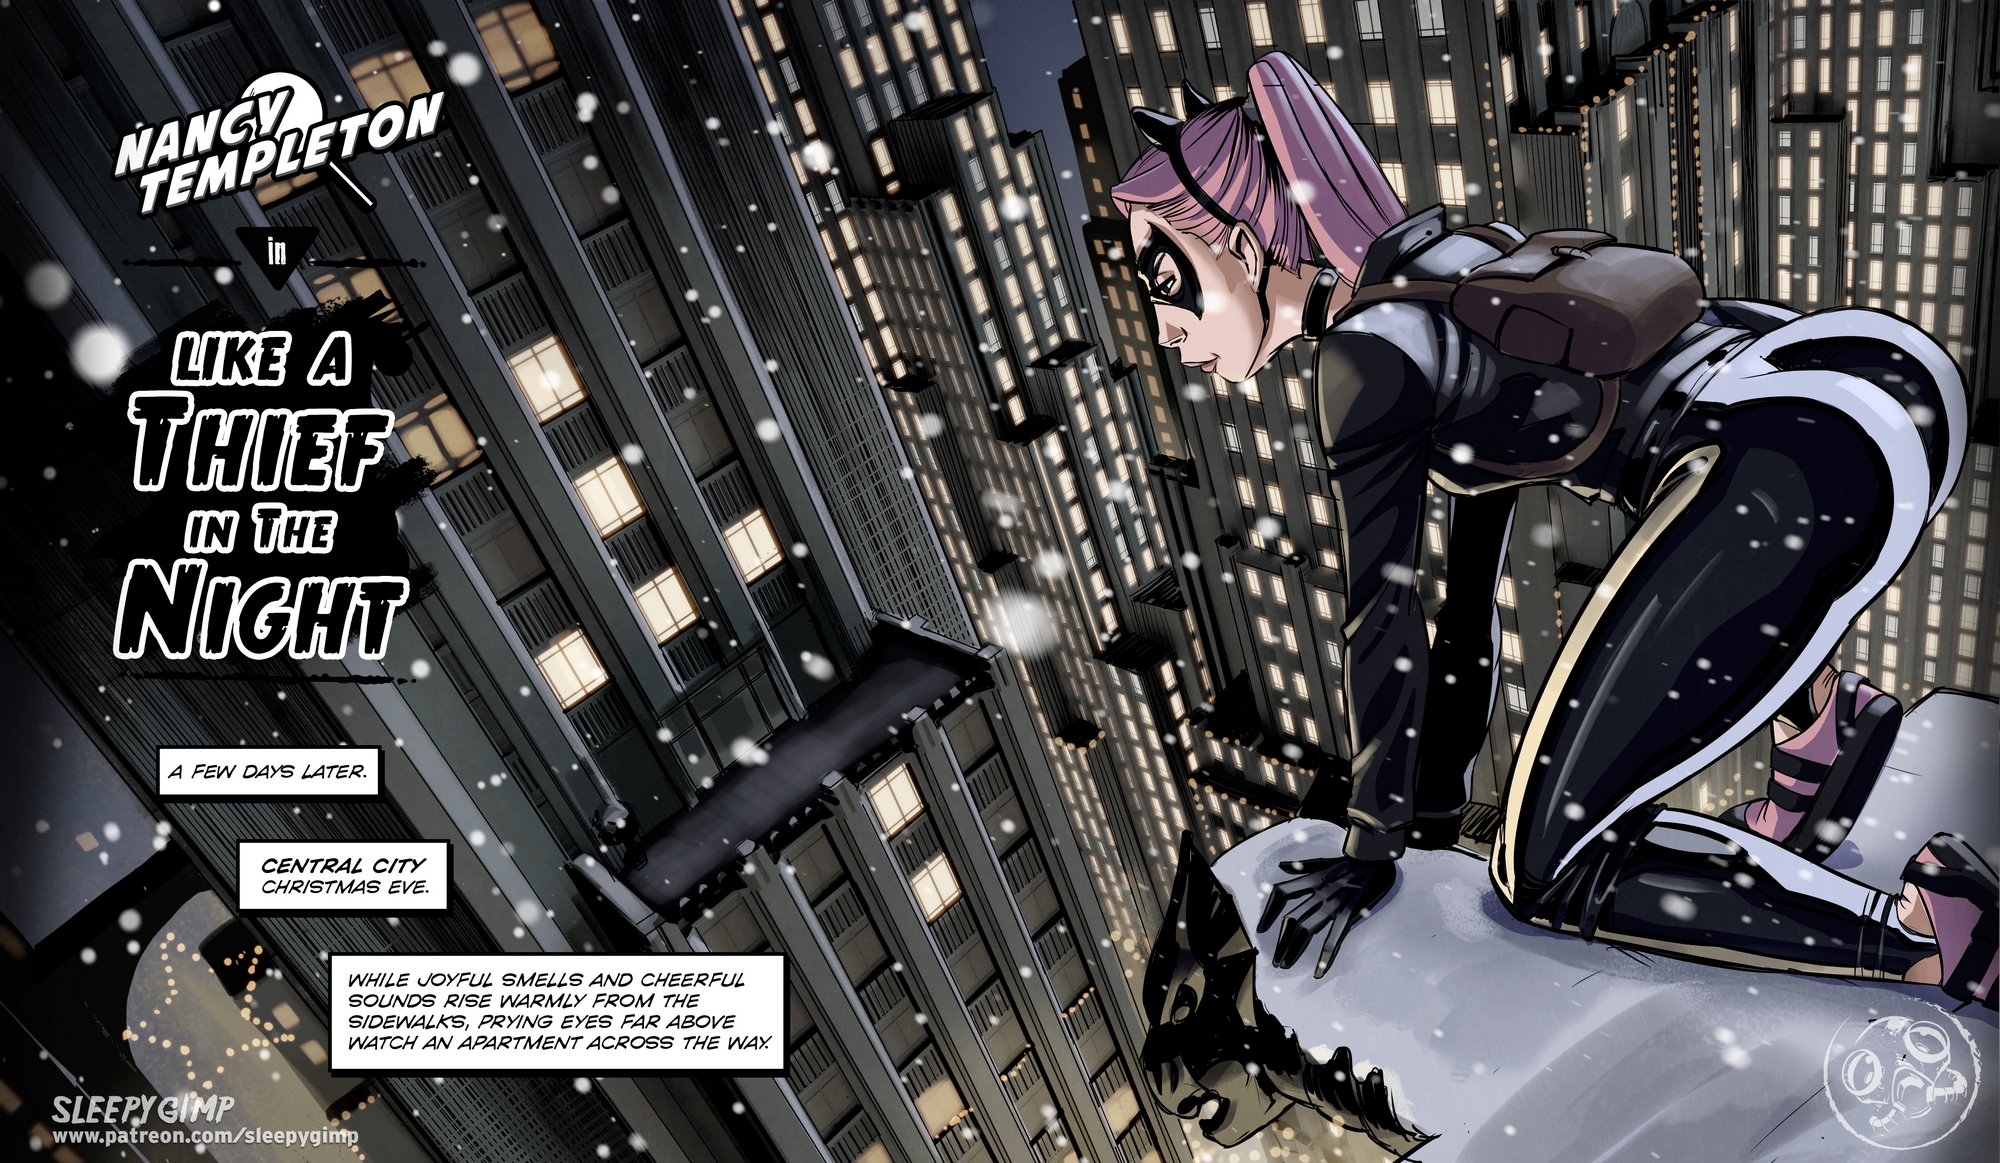 NANCY
TEMPLETON
in
LIKE A
THIEF
IN THE
NIGHT
A FEW DAYS LATER.
CENTRAL CITY
CHRISTMAS EVE.
WHILE JOYFUL SMELLS AND CHEERFUL
SOUNDS RISE WARMLY FROM THE
SIDEWALKS, PRYING EYES FAR ABOVE
WATCH AN APARTMENT ACROSS THE WAY.
SLEEPYGIMP
www.patreon.com/sleepygimp